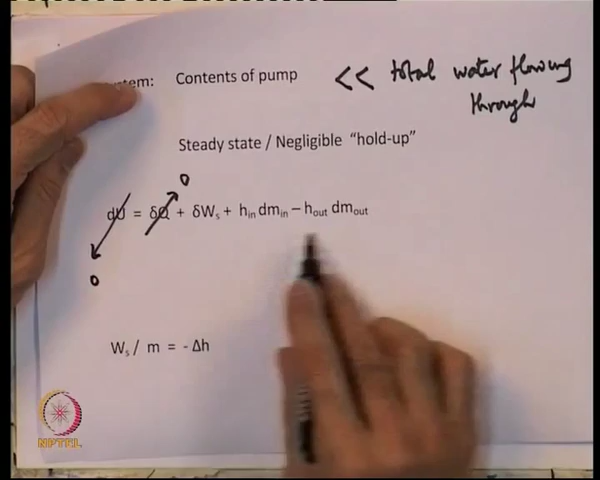 Contents of pump << total water flowing
through
Steady state / Negligible "hold-up"
0
dU = δQ + δWs + hin dmin – hout dmout
0
Ws / m = - Δh
NPTEL